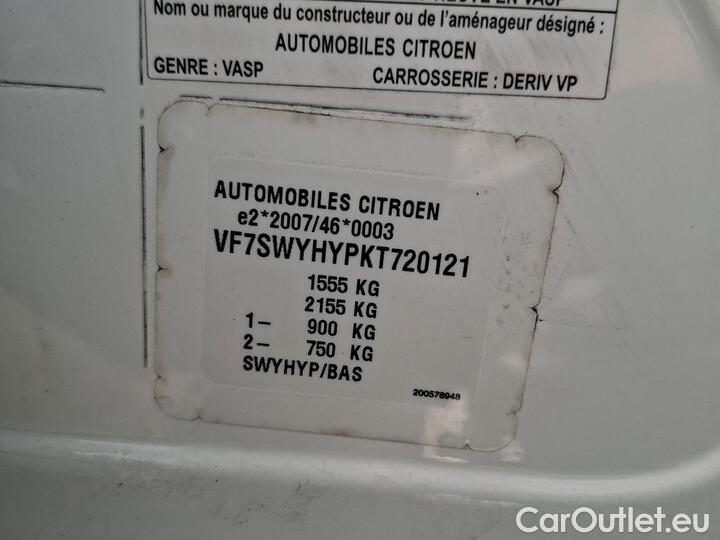 EN VASP
Nom ou marque du constructeur ou de l'aménageur désigné :
AUTOMOBILES CITROEN
GENRE : VASP CARROSSERIE : DERIV VP
AUTOMOBILES CITROEN
e2*2007/46*0003
VF7SWYHYPKT720121
1555 KG
2155 KG
1- 900 KG
2- 750 KG
SWYHYP/BAS
200578948
CarOutlet.eu